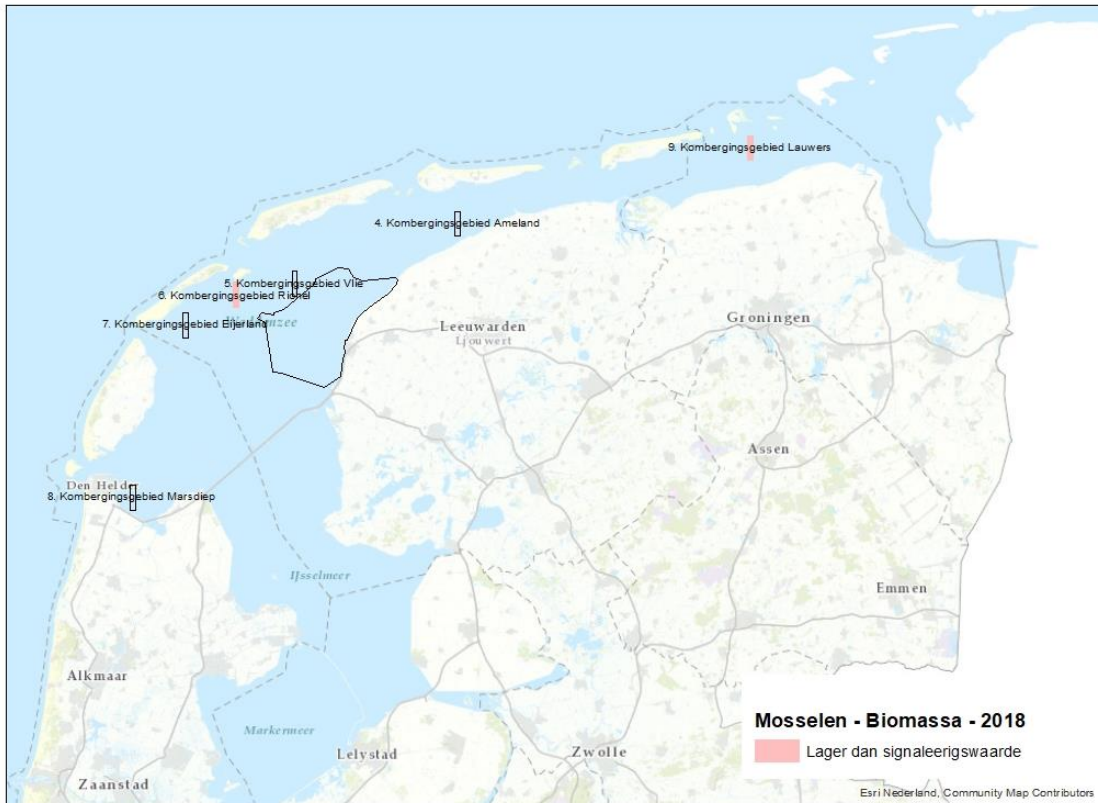 9. Kombergingsgebied Lauwers
4. Kombergingsgebied Ameland
5. Kombergingsgebied Vlie
6. Kombergingsgebied Richel
7. Kombergingsgebied Eijerland
Waddenzee
Leeuwarden
Ljouwert
Groningen
Assen
Den Helder
8. Kombergingsgebied Marsdiep
IJsselmeer
Emmen
Alkmaar
Markermeer
Lelystad
Zwolle
Zaanstad
Mosselen - Biomassa - 2018
Lager dan signaleerigswaarde
Esri Nederland, Community Map Contributors